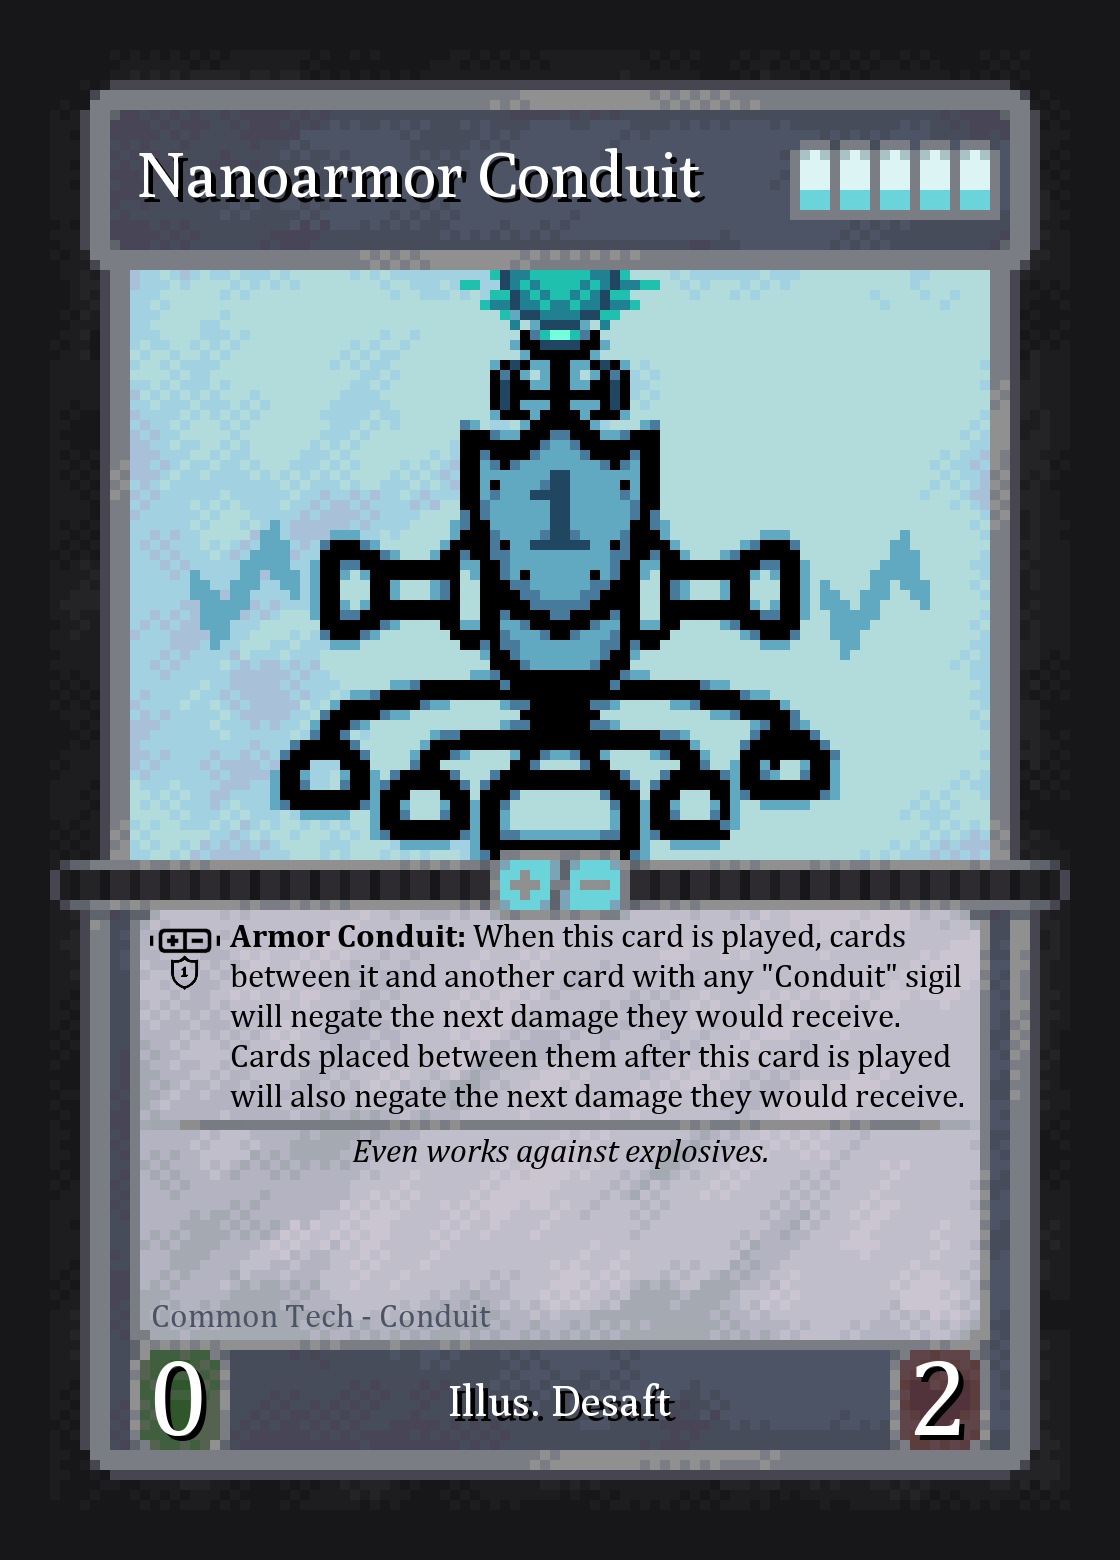 Nanoarmor Conduit
1
+ / -
+ - Armor Conduit: When this card is played, cards
1 between it and another card with any "Conduit" sigil
will negate the next damage they would receive.
Cards placed between them after this card is played
will also negate the next damage they would receive.
Even works against explosives.
Common Tech - Conduit
0 Illus. Desaft 2